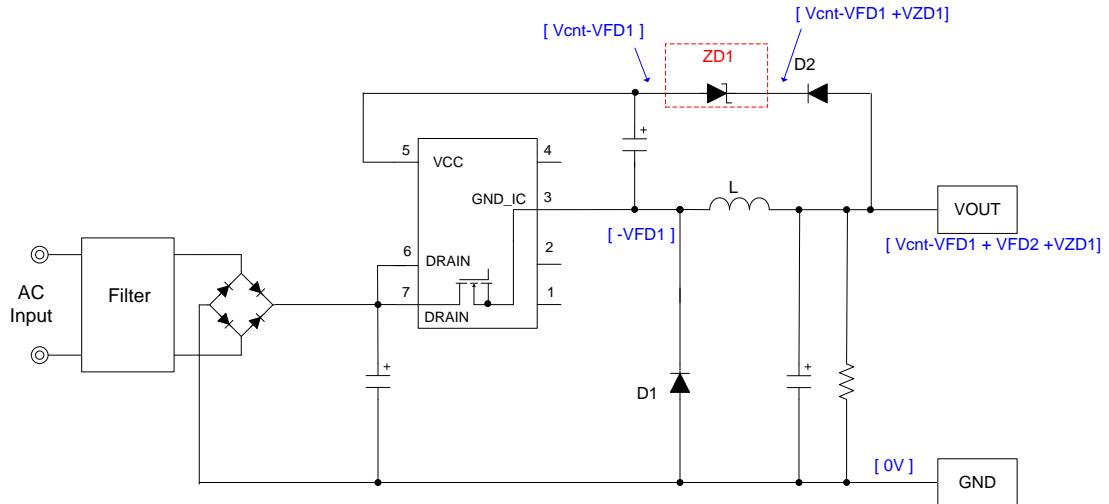 [ Vcnt-VFD1 +VZD1]
[ Vcnt-VFD1 ]
ZD1
D2
+
5
VCC
4
GND_IC
3
L
VOUT
[ -VFD1 ]
[ Vcnt-VFD1 + VFD2 +VZD1]
6
DRAIN
2
7
DRAIN
1
AC
Input
Filter
+
D1
+
[ 0V ]
GND